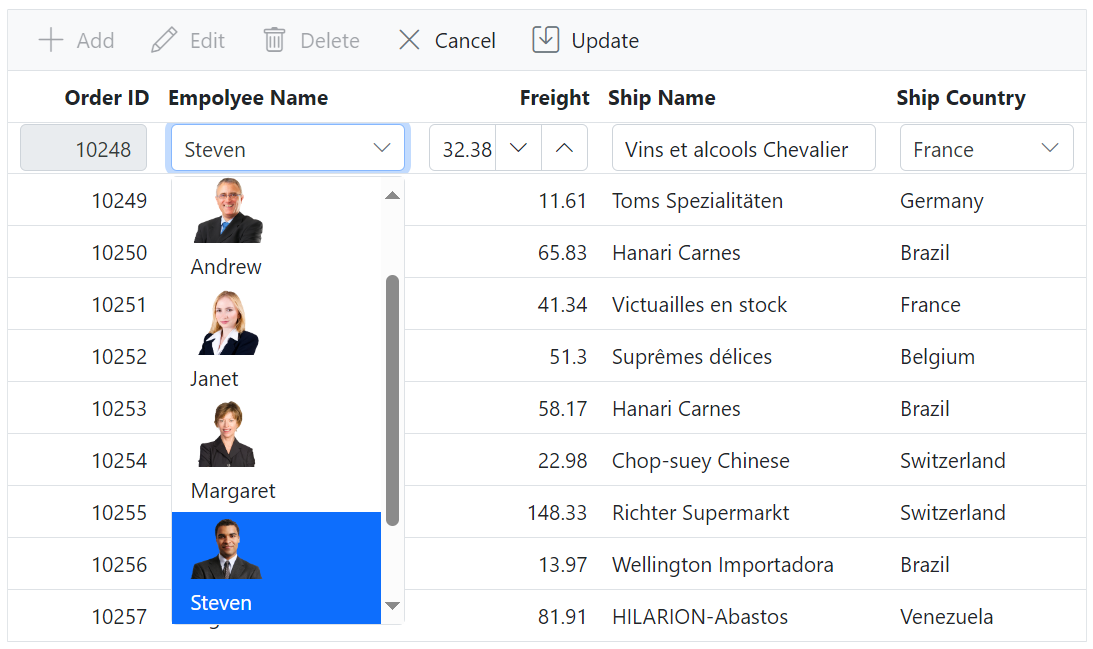 Add Edit Delete Cancel Update
Order ID Empolyee Name Freight Ship Name Ship Country
10248 Steven 32.38 Vins et alcools Chevalier France
10249 11.61 Toms Spezialitäten Germany
10250 Andrew 65.83 Hanari Carnes Brazil
10251 41.34 Victuailles en stock France
10252 Janet 51.3 Suprêmes délices Belgium
10253 58.17 Hanari Carnes Brazil
10254 Margaret 22.98 Chop-suey Chinese Switzerland
10255 148.33 Richter Supermarkt Switzerland
10256 13.97 Wellington Importadora Brazil
10257 Steven 81.91 HILARION-Abastos Venezuela